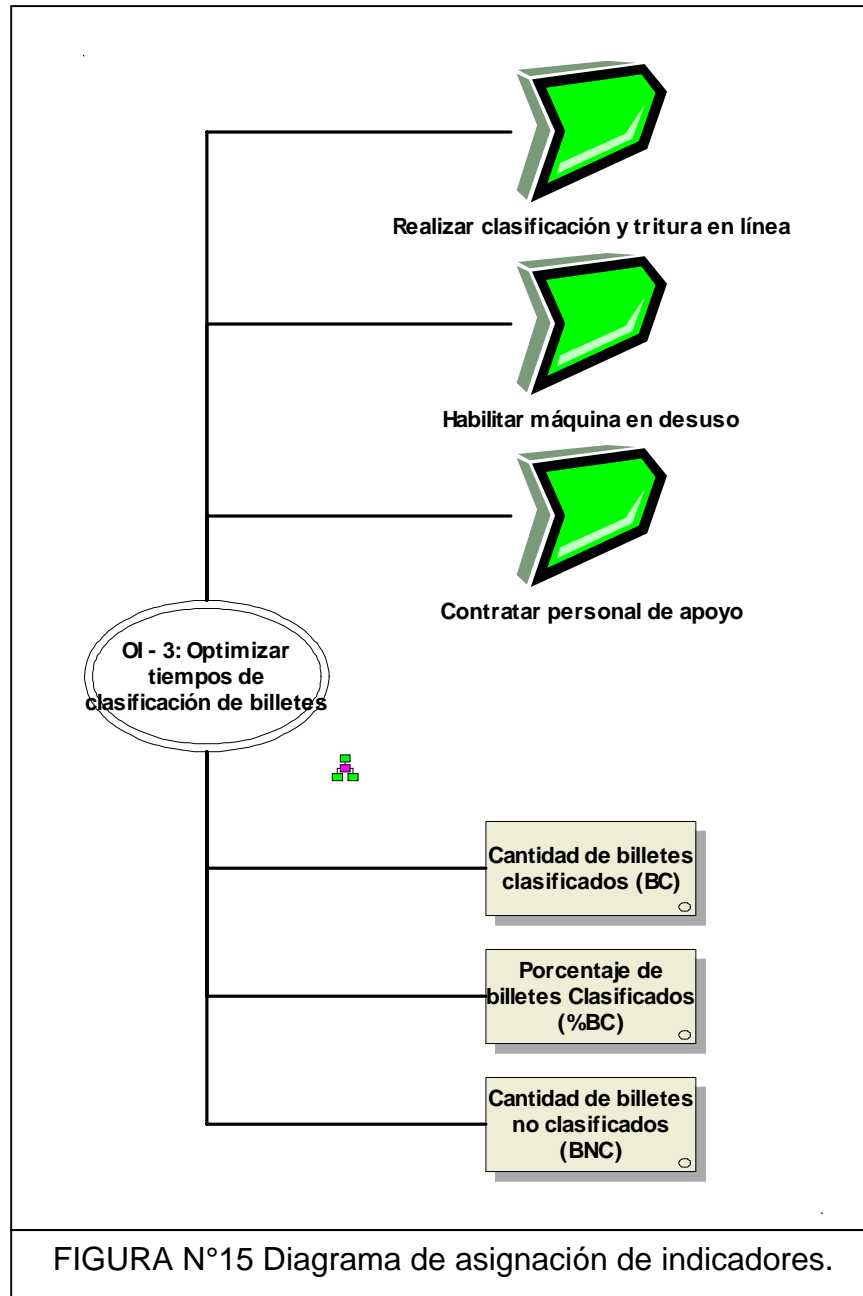 Realizar clasificación y tritura en línea
Habilitar máquina en desuso
Contratar personal de apoyo
OI - 3: Optimizar
tiempos de
clasificación de billetes
Cantidad de billetes
clasificados (BC)
Porcentaje de
billetes Clasificados
(%BC)
Cantidad de billetes
no clasificados
(BNC)
FIGURA N°15 Diagrama de asignación de indicadores.